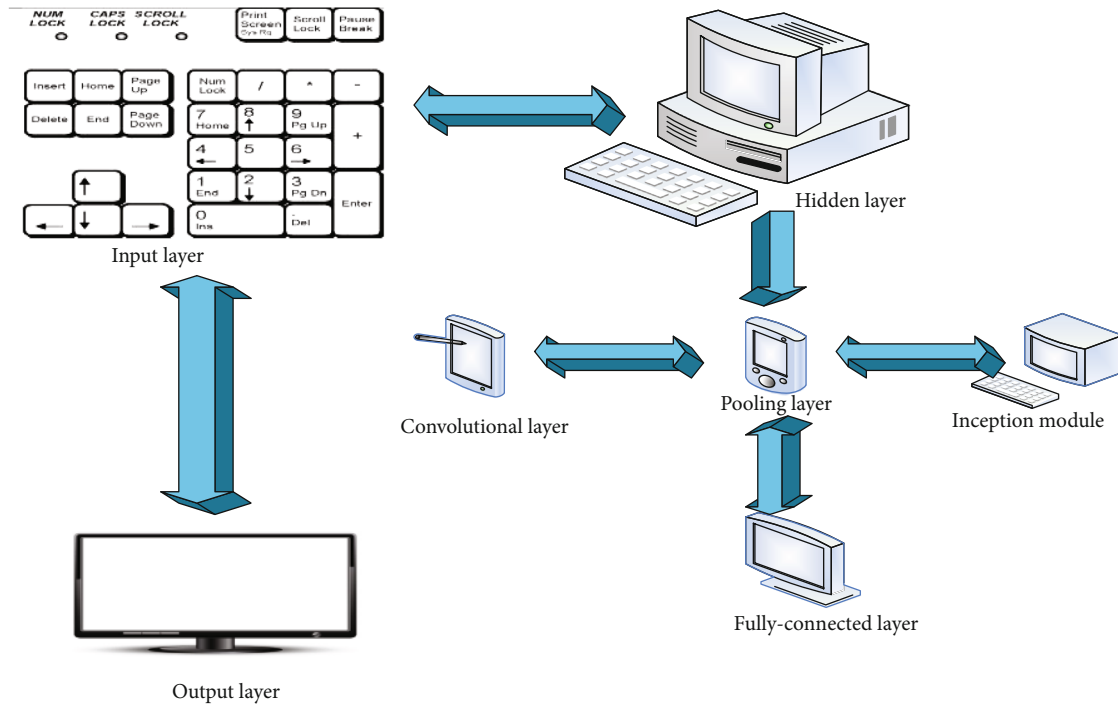 NUM LOCK CAPS LOCK SCROLL LOCK
Print Screen Sys Rq
Scroll Lock
Pause Break
Insert
Home
Page Up
Num Lock
/
*
-
Delete
End
Page Down
7 Home
8
9 Pg Up
+
4
5
6
1 End
2
3 Pg Dn
Enter
0 Ins
. Del
Input layer
Hidden layer
Convolutional layer
Pooling layer
Inception module
Fully-connected layer
Output layer